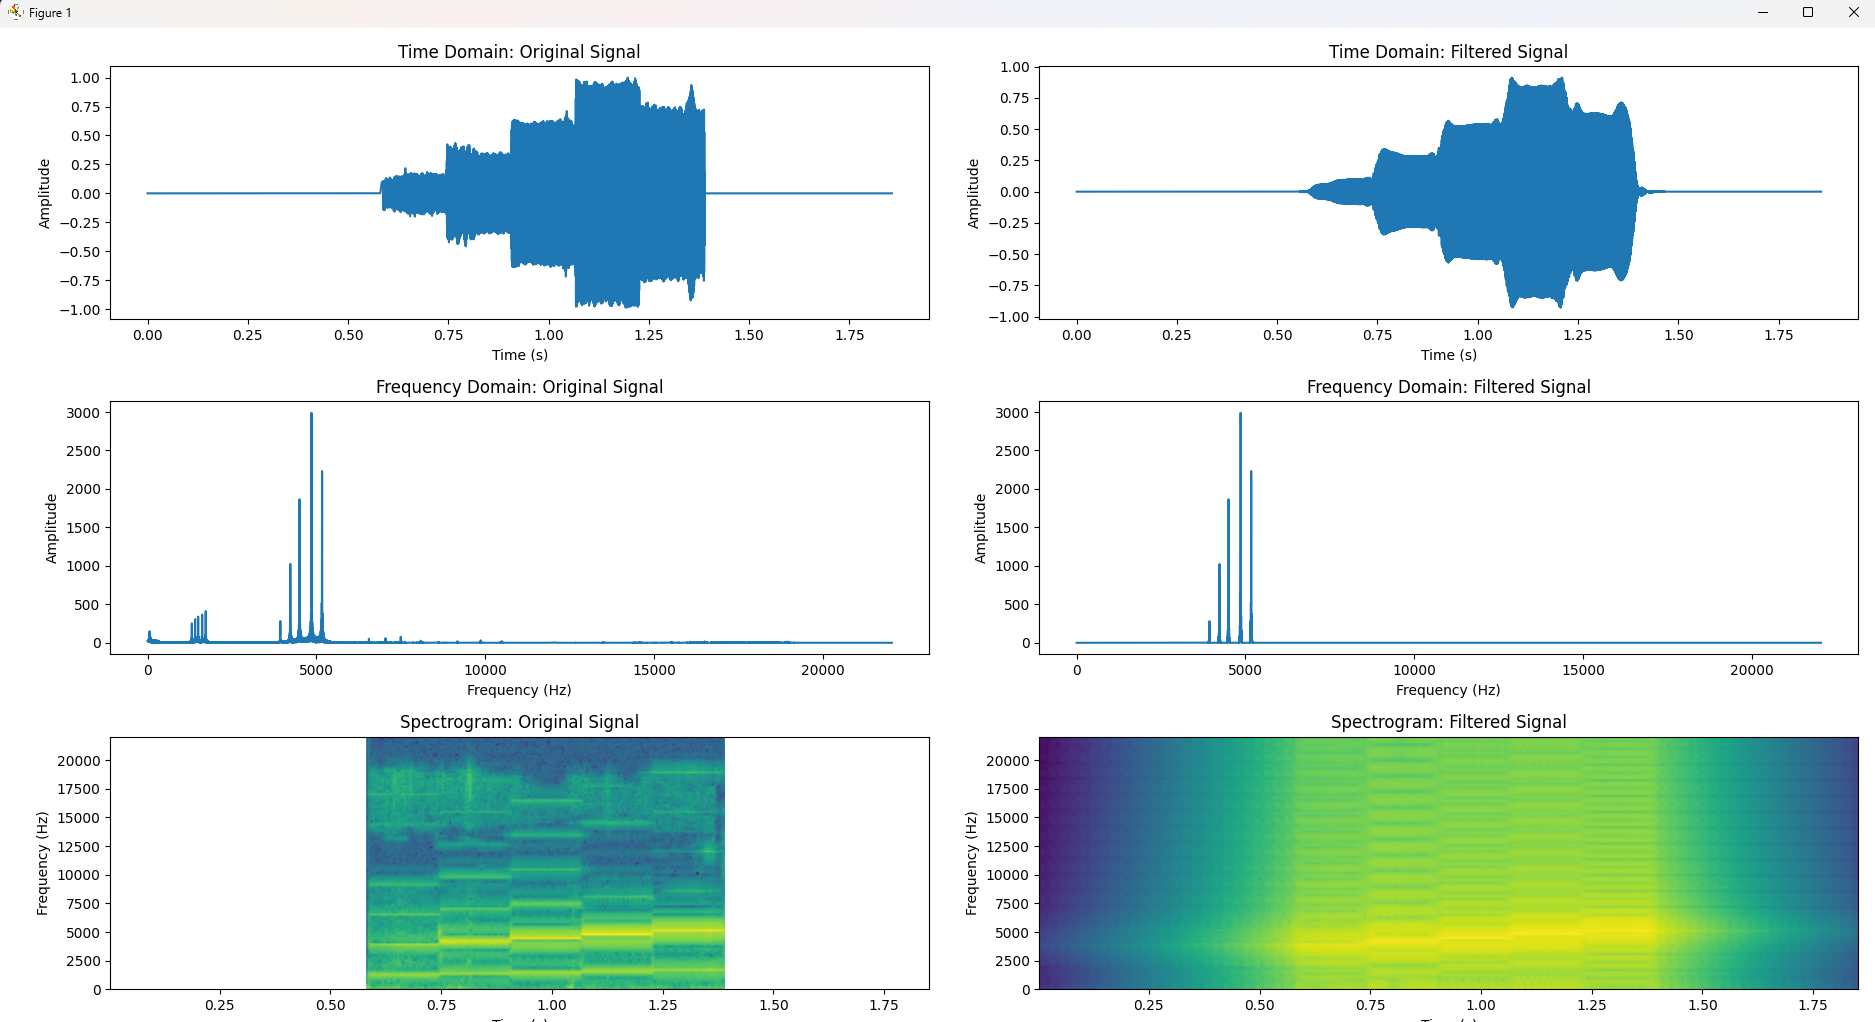 Figure 1
Time Domain: Original Signal
1.00
0.75
0.50
0.25
0.00
−0.25
−0.50
−0.75
−1.00
Amplitude
0.00 0.25 0.50 0.75 1.00 1.25 1.50 1.75
Time (s)
Time Domain: Filtered Signal
1.00
0.75
0.50
0.25
0.00
−0.25
−0.50
−0.75
−1.00
Amplitude
0.00 0.25 0.50 0.75 1.00 1.25 1.50 1.75
Time (s)
Frequency Domain: Original Signal
3000
2500
2000
1500
1000
500
0
Amplitude
0 5000 10000 15000 20000
Frequency (Hz)
Frequency Domain: Filtered Signal
3000
2500
2000
1500
1000
500
0
Amplitude
0 5000 10000 15000 20000
Frequency (Hz)
Spectrogram: Original Signal
20000
17500
15000
12500
10000
7500
5000
2500
0
Frequency (Hz)
0.25 0.50 0.75 1.00 1.25 1.50 1.75
Time (s)
Spectrogram: Filtered Signal
20000
17500
15000
12500
10000
7500
5000
2500
0
Frequency (Hz)
0.25 0.50 0.75 1.00 1.25 1.50 1.75
Time (s)